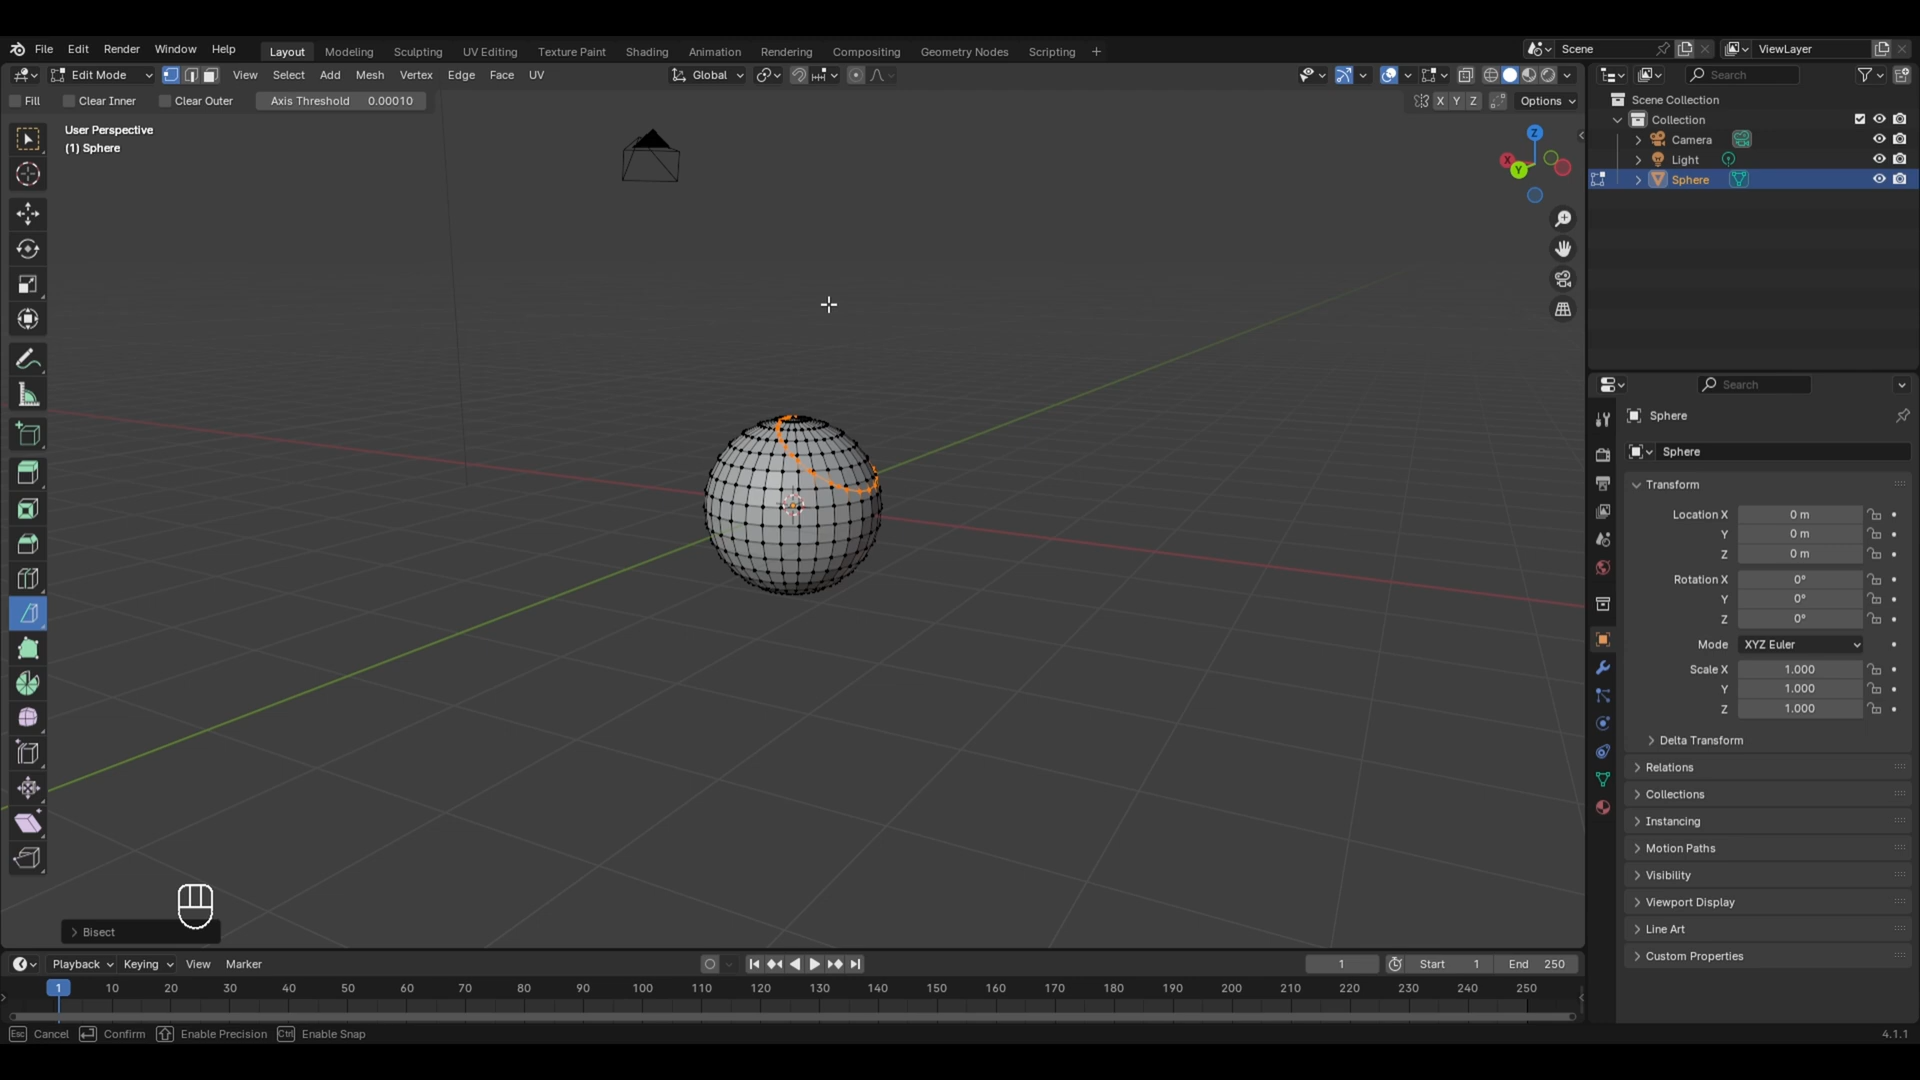 File Edit Render Window Help Layout Modeling Sculpting UV Editing Texture Paint Shading Animation Rendering Compositing Geometry Nodes Scripting + Scene ViewLayer
Edit Mode View Select Add Mesh Vertex Edge Face UV Global Search
Fill Clear Inner Clear Outer Axis Threshold 0.00010 X Y Z Options
Scene Collection
Collection
Camera
Light
Sphere
User Perspective
(1) Sphere
Z
X
Y
Search
Sphere
Sphere
Transform
Location X 0 m
Y 0 m
Z 0 m
Rotation X 0°
Y 0°
Z 0°
Mode XYZ Euler
Scale X 1.000
Y 1.000
Z 1.000
Delta Transform
Relations
Collections
Instancing
Motion Paths
Visibility
Viewport Display
Line Art
Custom Properties
Bisect
Playback Keying View Marker 1 Start 1 End 250
1 10 20 30 40 50 60 70 80 90 100 110 120 130 140 150 160 170 180 190 200 210 220 230 240 250
Esc Cancel Confirm Enable Precision Ctrl Enable Snap 4.1.1